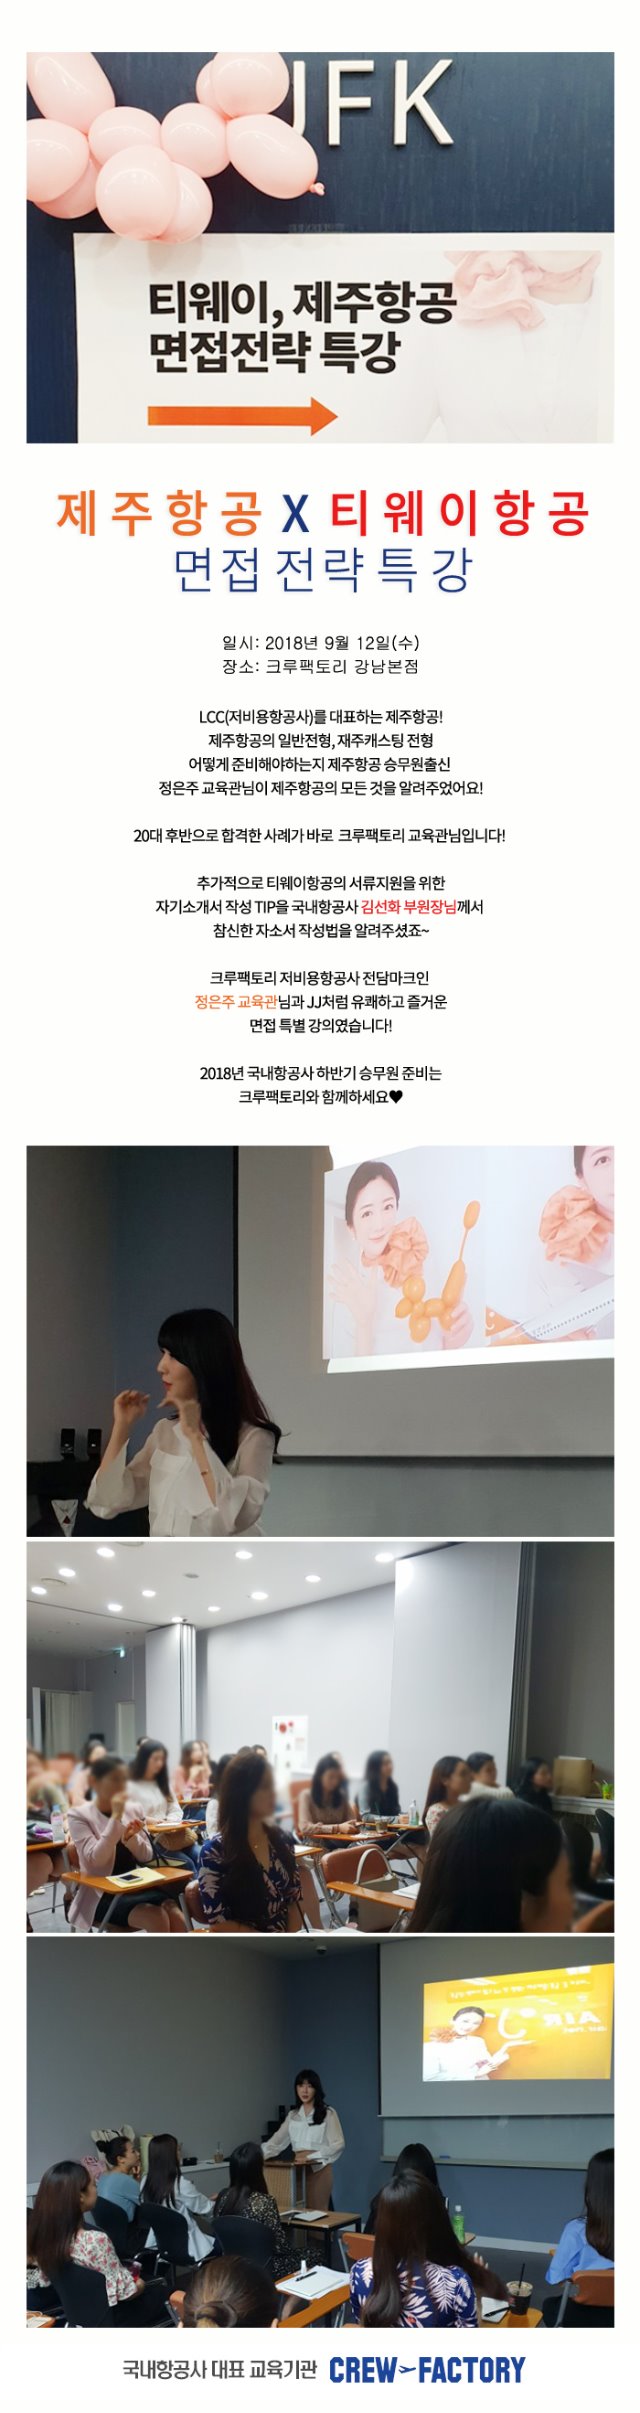 JFK
티웨이, 제주항공
면접전략 특강
제주항공 X 티웨이항공
면접 전략 특강
일시: 2018년 9월 12일(수)
장소: 크루팩토리 강남본점
LCC(저비용항공사)를 대표하는 제주항공!
제주항공의 일반전형, 재주캐스팅 전형
어떻게 준비해야하는지 제주항공 승무원출신
정은주 교육관님이 제주항공의 모든 것을 알려주었어요!
20대 후반으로 합격한 사례가 바로 크루팩토리 교육관님입니다!
추가적으로 티웨이항공의 서류지원을 위한
자기소개서 작성 TIP을 국내항공사 김선화 부원장님께서
참신한 자소서 작성법을 알려주셨죠~
크루팩토리 저비용항공사 전담마크인
정은주 교육관님과 JJ처럼 유쾌하고 즐거운
면접 특별 강의였습니다!
2018년 국내항공사 하반기 승무원 준비는
크루팩토리와 함께하세요♥
국내항공사 대표 교육기관 CREW FACTORY